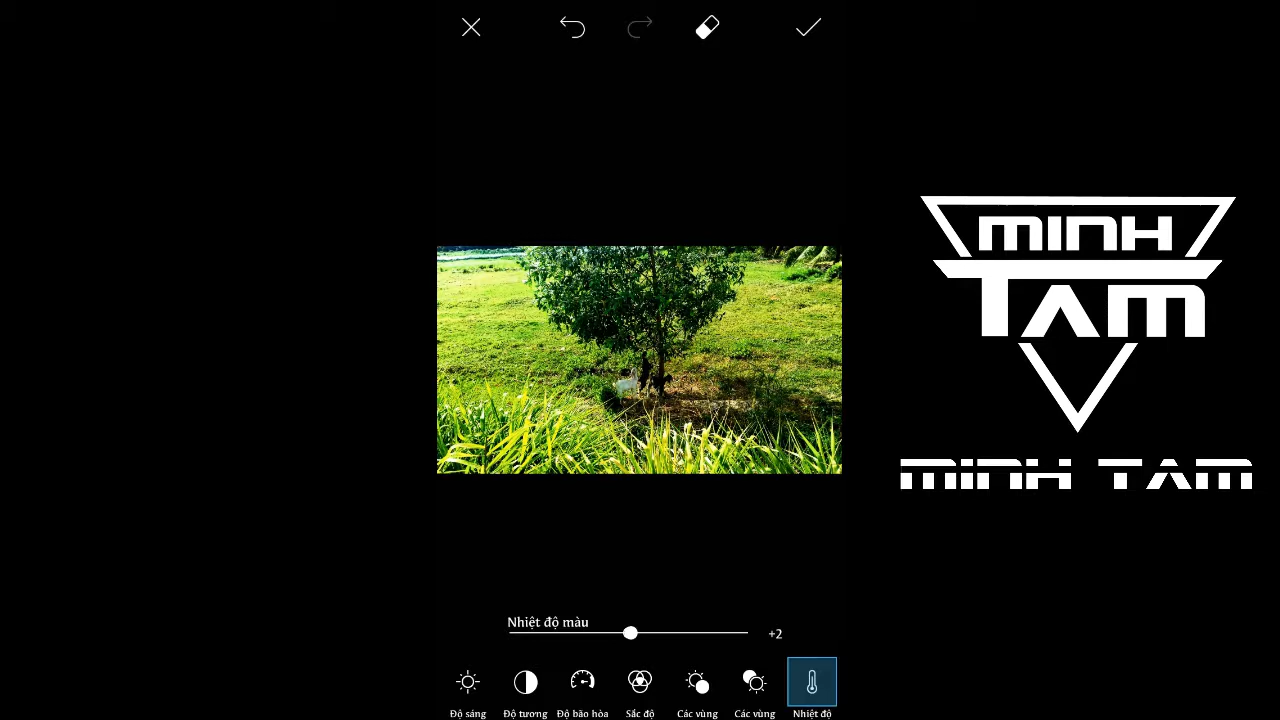 MINH
TAM
MINH TAM
Nhiệt độ màu
+2
Độ sáng
Độ tương
Độ bão hòa
Sắc độ
Các vùng
Các vùng
Nhiệt độ